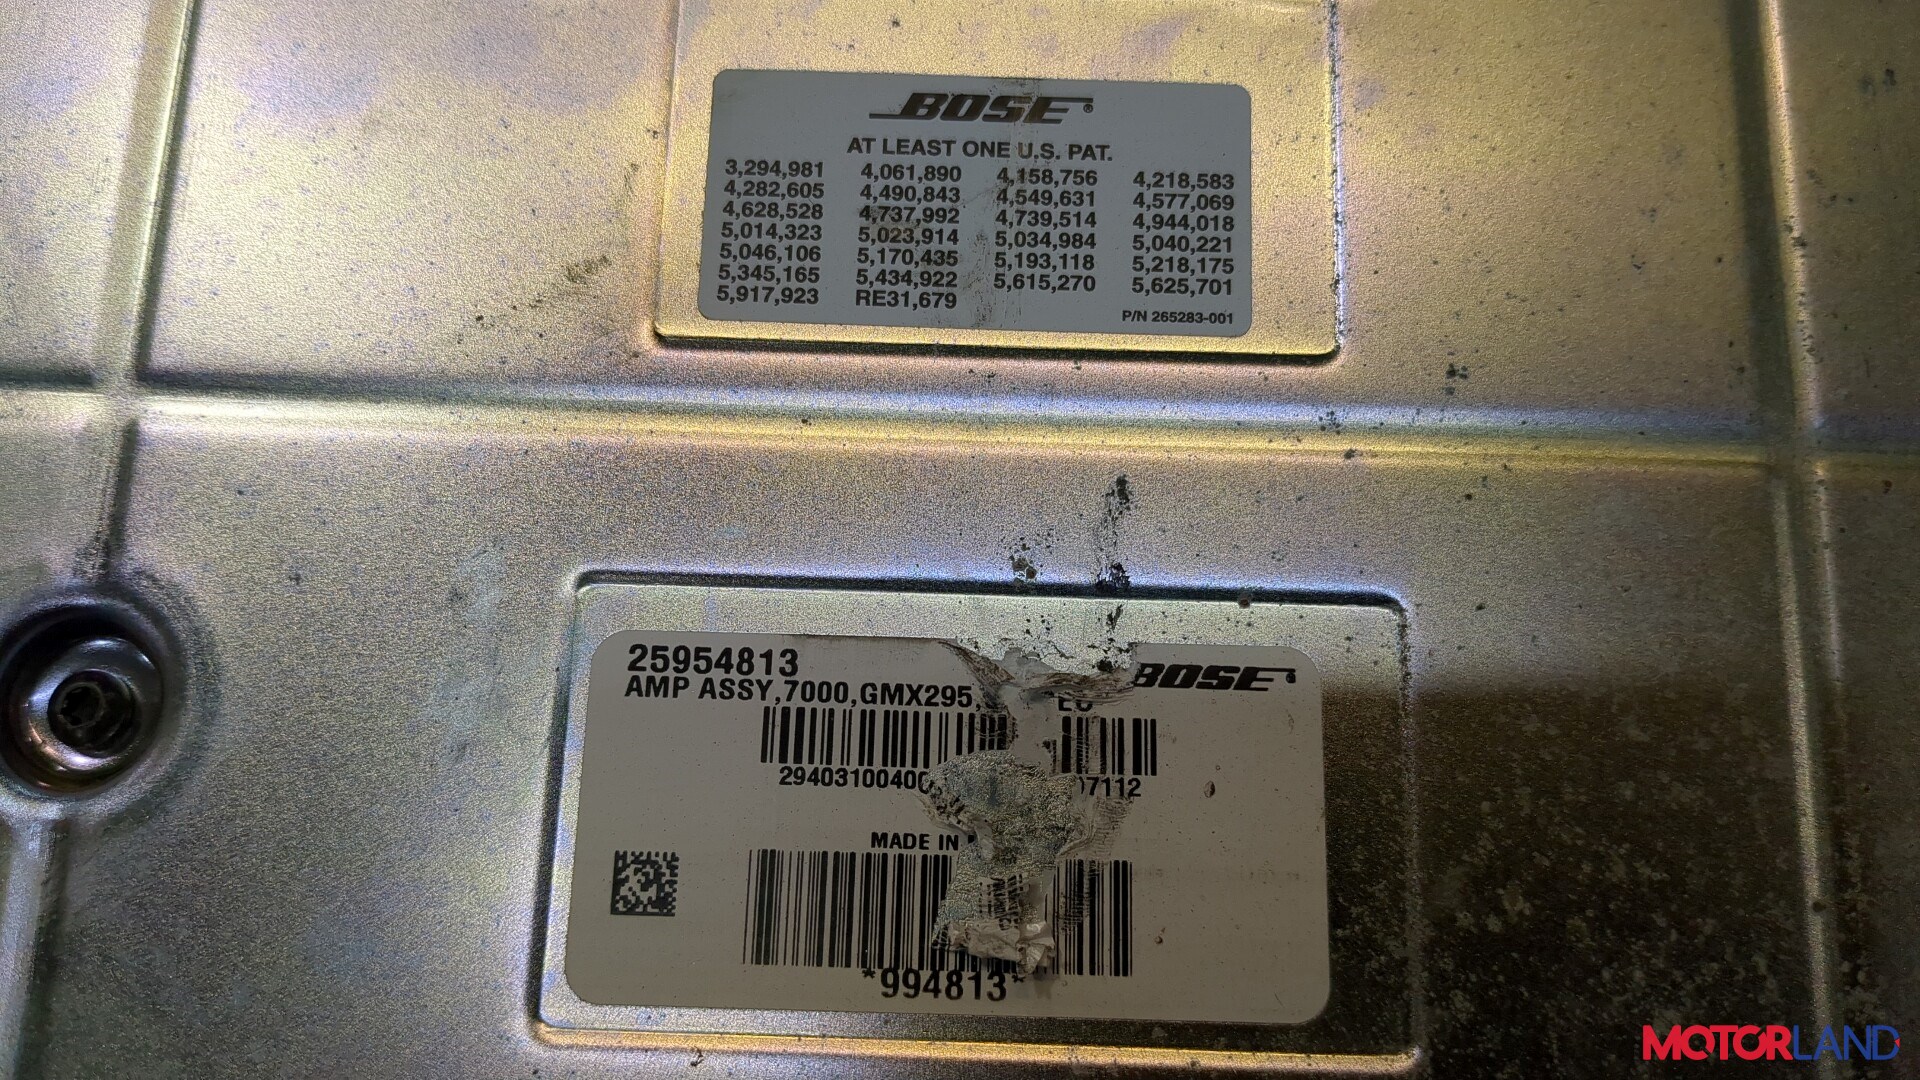 BOSE®
AT LEAST ONE U.S. PAT.
3,294,981 4,061,890 4,158,756 4,218,583
4,282,605 4,490,843 4,549,631 4,577,069
4,628,528 4,737,992 4,739,514 4,944,018
5,014,323 5,023,914 5,034,984 5,040,221
5,046,106 5,170,435 5,193,118 5,218,175
5,345,165 5,434,922 5,615,270 5,625,701
5,917,923 RE31,679
P/N 265283-001
25954813
BOSE®
AMP ASSY,7000,GMX295,
29403100400 07112
MADE IN
*994813*
MOTORLAND